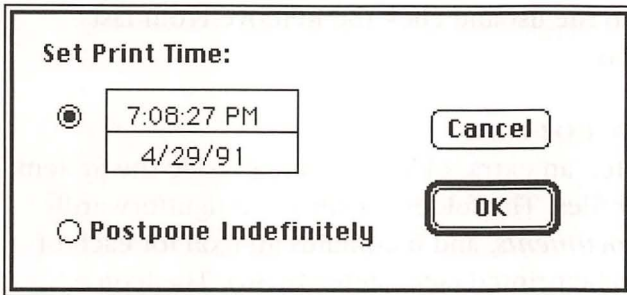 Set Print Time:
7:08:27 PM
4/29/91
Cancel
OK
Postpone Indefinitely